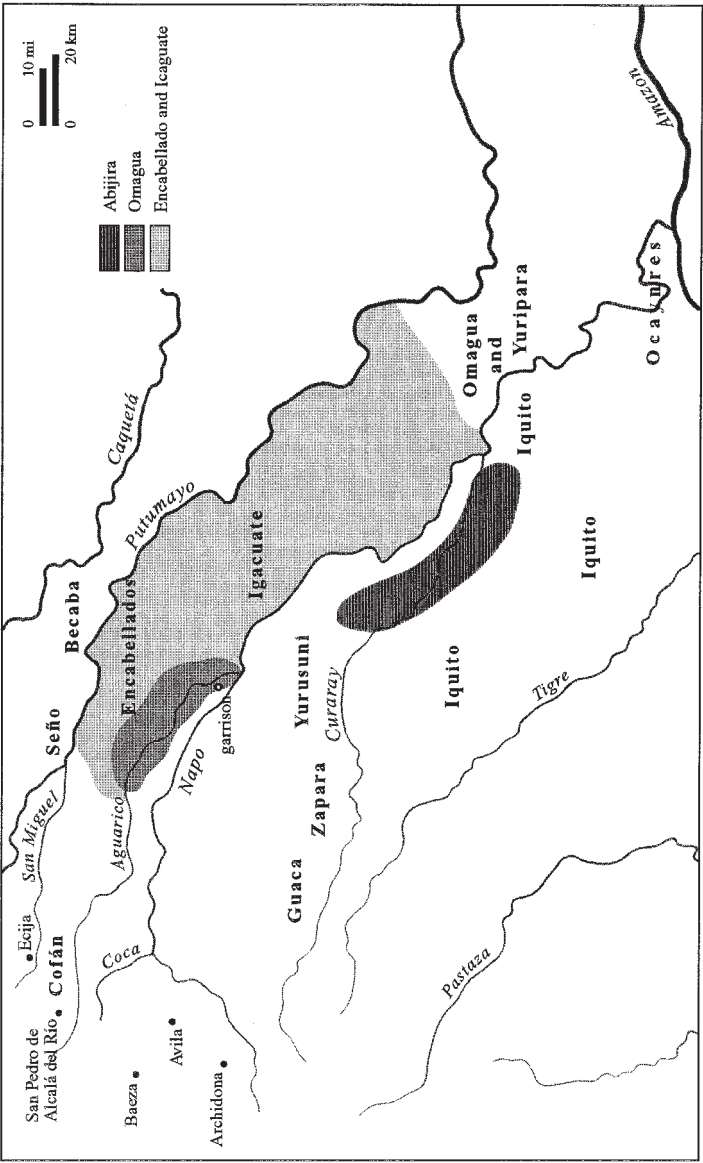 San Pedro de
Alcalá del Río
Ecija
Cofán
San Miguel
Seño
Becaba
Caquetá
Putumayo
Baeza
Avila
Archidona
Coca
Aguarico
Napo
garrison
Encabellados
Igacuate
Guaca
Zapara
Yurusuni
Curaray
Iquito
Iquito
Iquito
Omagua
and
Yuripara
Tigre
Pastaza
Ocaynres
Amazon
0 10 mi
0 20 km
Abijira
Omagua
Encabellado and Icaguate